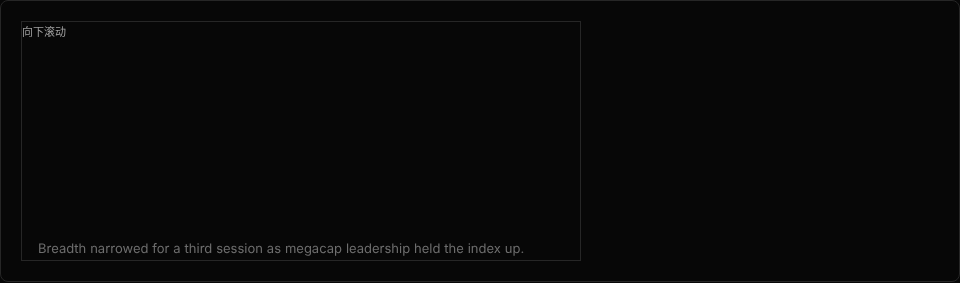 向下滚动
Breadth narrowed for a third session as megacap leadership held the index up.